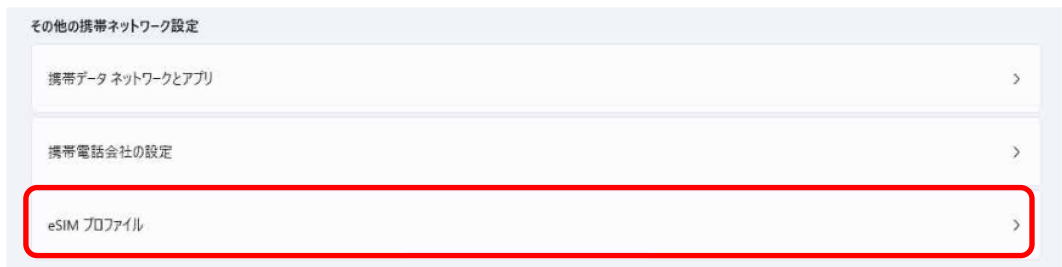 その他の携帯ネットワーク設定
携帯データ ネットワークとアプリ
携帯電話会社の設定
eSIM プロファイル